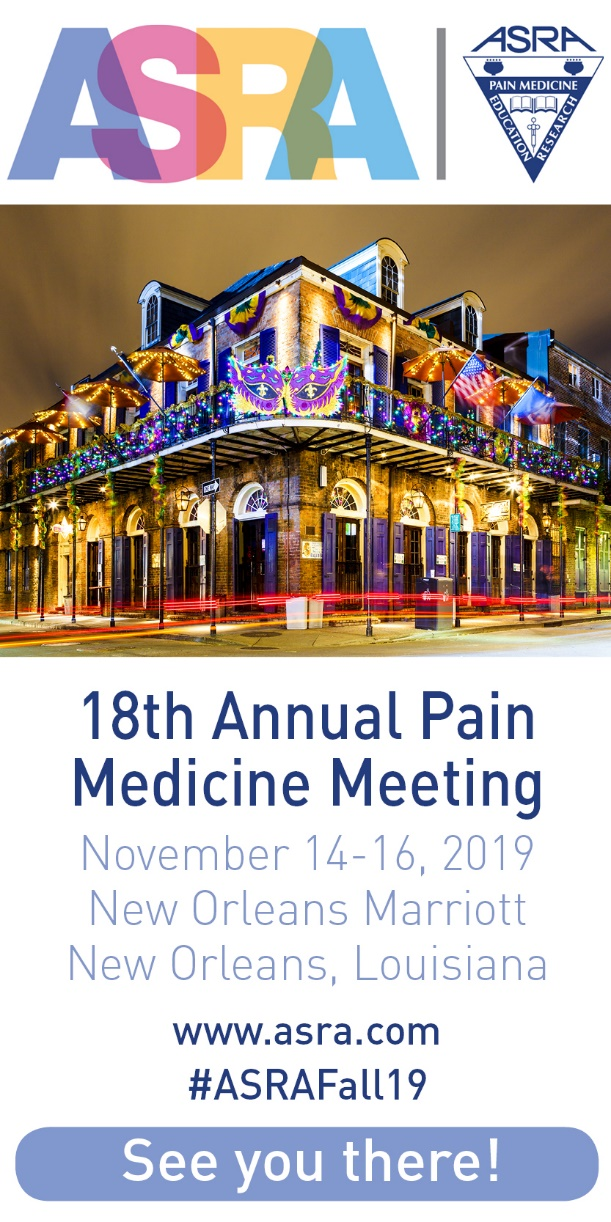 ASRA
ASRA
PAIN MEDICINE
EDUCATION
RESEARCH
18th Annual Pain
Medicine Meeting
November 14-16, 2019
New Orleans Marriott
New Orleans, Louisiana
www.asra.com
#ASRAFall19
See you there!